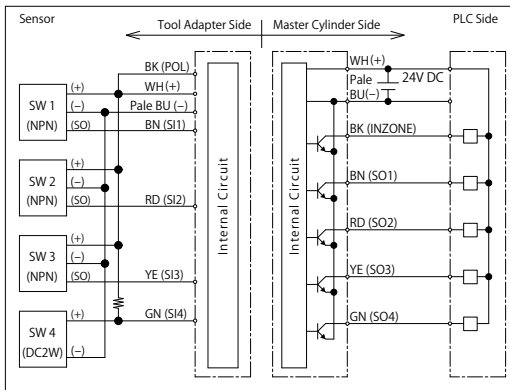 Sensor
Tool Adapter Side
Master Cylinder Side
PLC Side
BK (POL)
WH (+)
Pale BU (−)
BN (SI1)
RD (SI2)
YE (SI3)
GN (SI4)
SW 1
(NPN)
(+)
(−)
(SO)
SW 2
(NPN)
(+)
(−)
(SO)
SW 3
(NPN)
(+)
(−)
(SO)
SW 4
(DC2W)
(+)
(−)
Internal Circuit
Internal Circuit
WH (+)
Pale
BU(−)
24V DC
BK (INZONE)
BN (SO1)
RD (SO2)
YE (SO3)
GN (SO4)